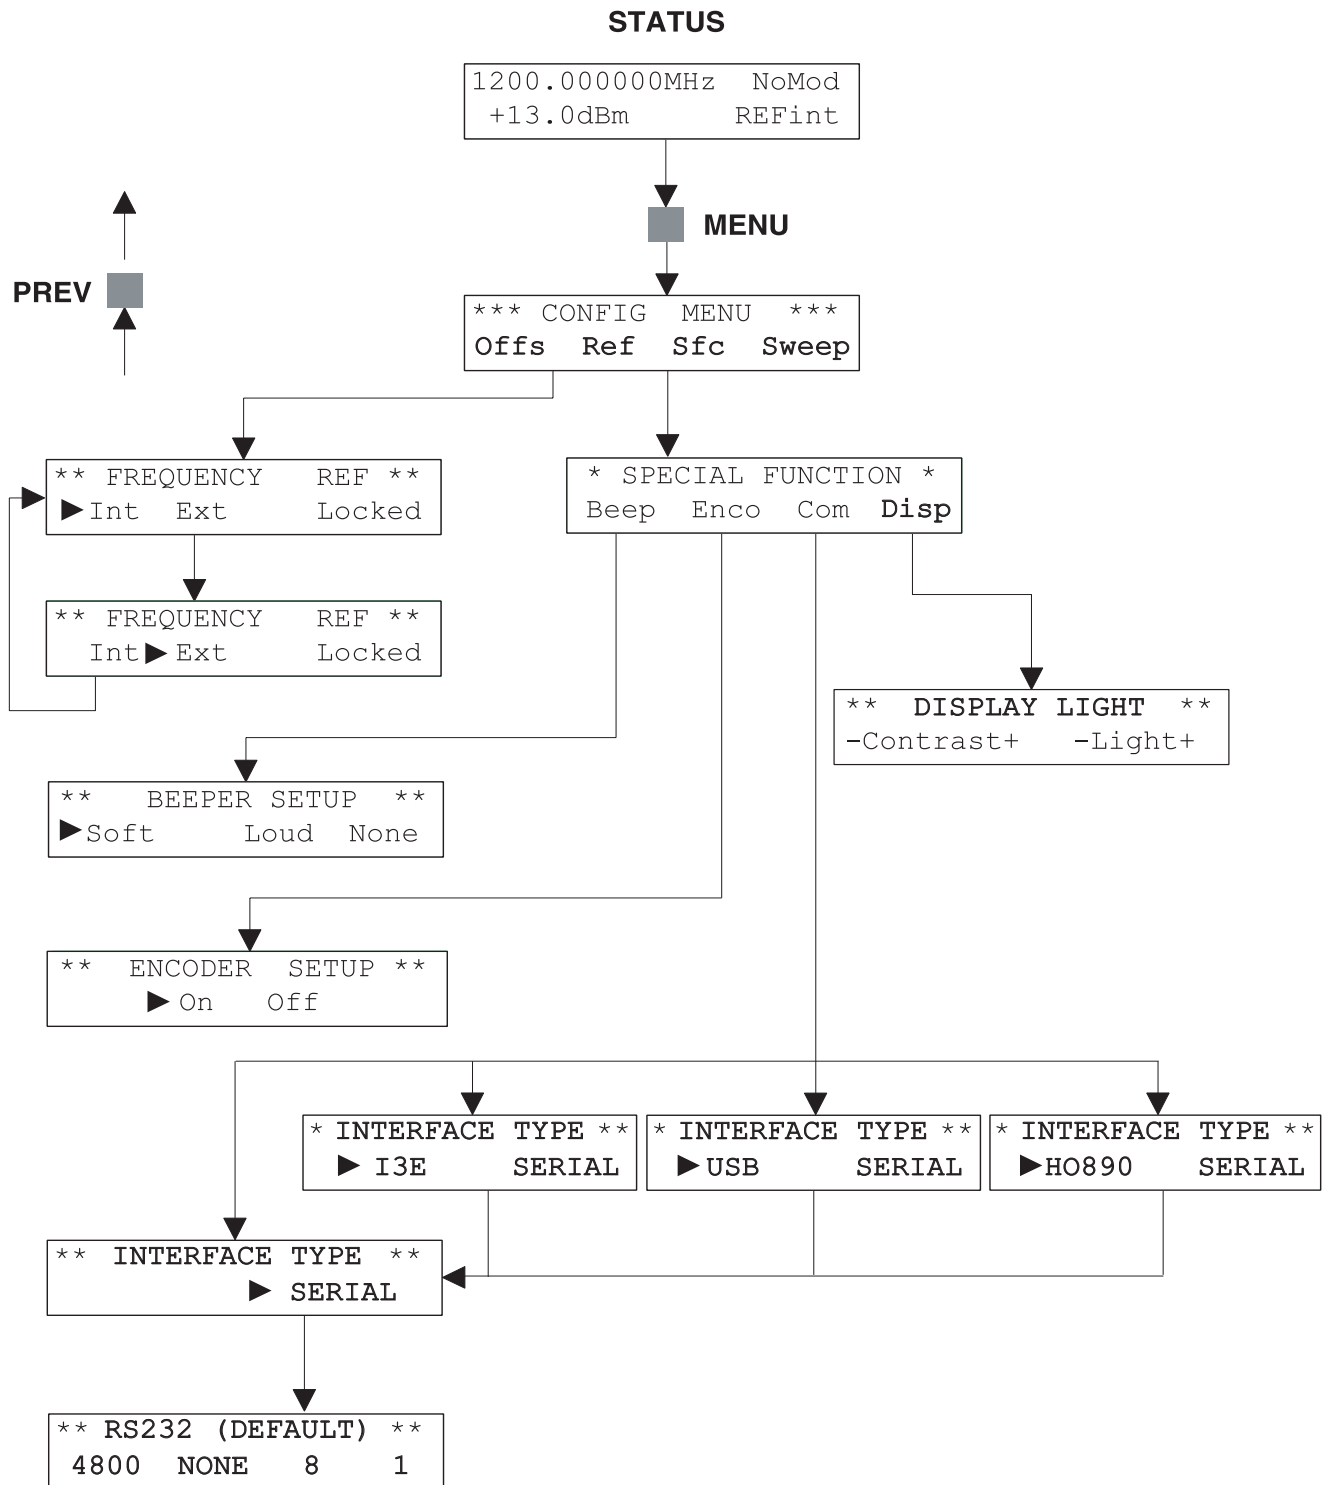 STATUS
1200.000000MHz NoMod
+13.0dBm REFint
MENU
PREV
*** CONFIG MENU ***
Offs Ref Sfc Sweep
** FREQUENCY REF **
▶Int Ext Locked
* SPECIAL FUNCTION *
Beep Enco Com Disp
** FREQUENCY REF **
Int▶Ext Locked
** DISPLAY LIGHT **
-Contrast+ -Light+
** BEEPER SETUP **
▶Soft Loud None
** ENCODER SETUP **
▶On Off
* INTERFACE TYPE **
▶ I3E SERIAL
* INTERFACE TYPE **
▶USB SERIAL
* INTERFACE TYPE **
▶HO890 SERIAL
** INTERFACE TYPE **
▶ SERIAL
** RS232 (DEFAULT) **
4800 NONE 8 1